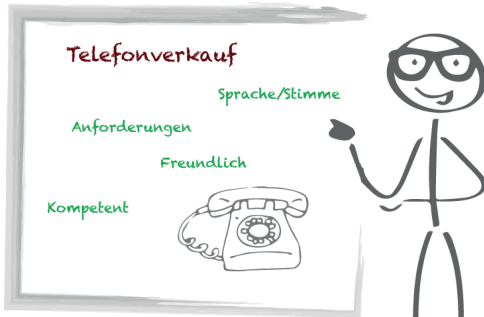 Telefonverkauf
Sprache/Stimme
Anforderungen
Freundlich
Kompetent